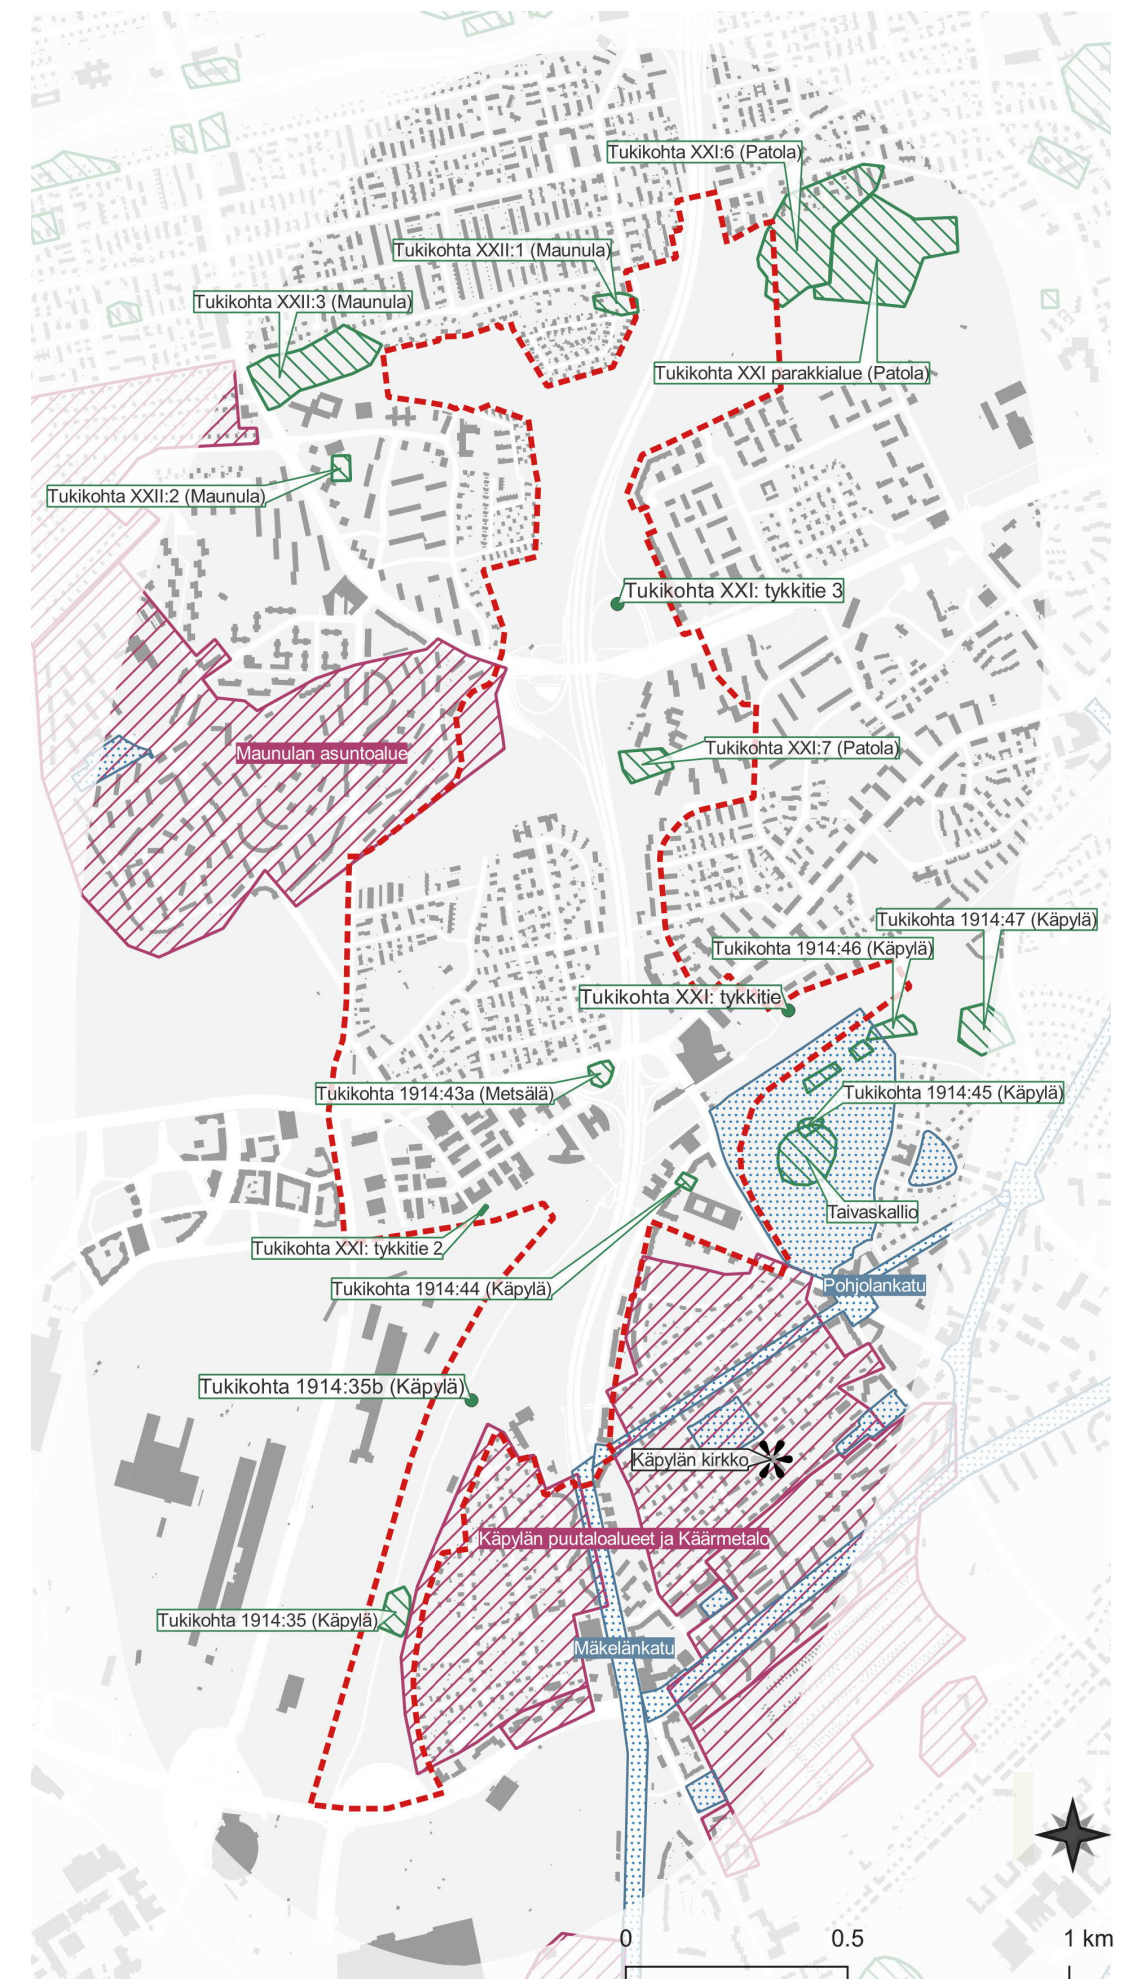 Tukikohta XXI:6 (Patola)
Tukikohta XXII:1 (Maunula)
Tukikohta XXII:3 (Maunula)
Tukikohta XXI parakkialue (Patola)
Tukikohta XXII:2 (Maunula)
Tukikohta XXI: tykkitie 3
Tukikohta XXI:7 (Patola)
Maunulan asuntoalue
Tukikohta 1914:47 (Käpylä)
Tukikohta 1914:46 (Käpylä)
Tukikohta XXI: tykkitie
Tukikohta 1914:43a (Metsälä)
Tukikohta 1914:45 (Käpylä)
Taivaskallio
Tukikohta XXI: tykkitie 2
Tukikohta 1914:44 (Käpylä)
Pohjolankatu
Tukikohta 1914:35b (Käpylä)
Käpylän kirkko
Käpylän puutaloalueet ja Käärmetalo
Tukikohta 1914:35 (Käpylä)
Mäkelänkatu
0 0.5 1 km